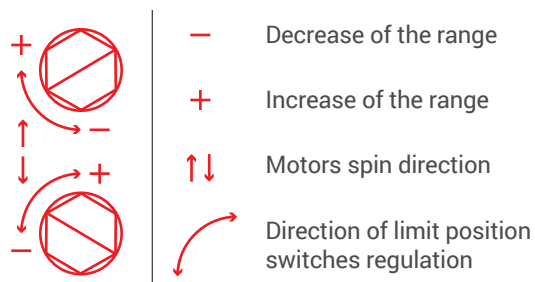 +
−
↑
↓
+
−
− Decrease of the range
+ Increase of the range
↑↓ Motors spin direction
Direction of limit position
switches regulation